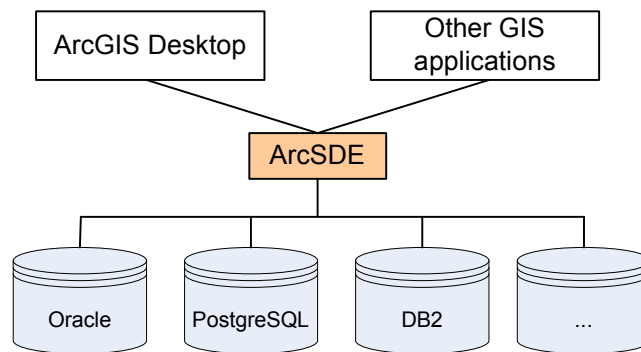 ArcGIS Desktop
Other GIS
applications
ArcSDE
Oracle
PostgreSQL
DB2
...